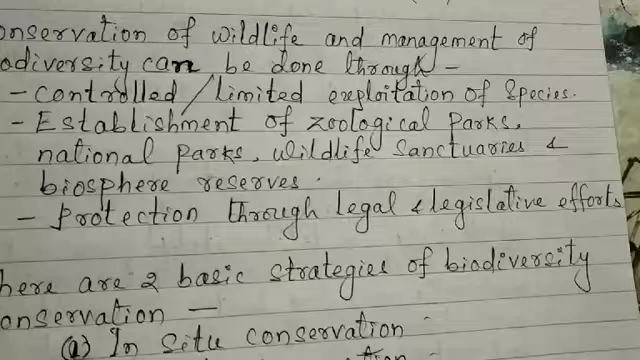 onservation of wildlife and management of
odiversity can be done through -
- controlled / limited exploitation of species.
- Establishment of zoological Parks,
national parks, wildlife Sanctuaries &
biosphere reserves.
- Protection through legal & legislative efforts
here are 2 basic strategies of biodiversity
onservation -
(a) In situ conservation -